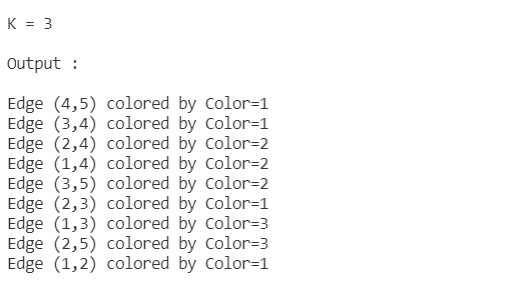 K = 3
Output :
Edge (4,5) colored by Color=1
Edge (3,4) colored by Color=1
Edge (2,4) colored by Color=2
Edge (1,4) colored by Color=2
Edge (3,5) colored by Color=2
Edge (2,3) colored by Color=1
Edge (1,3) colored by Color=3
Edge (2,5) colored by Color=3
Edge (1,2) colored by Color=1